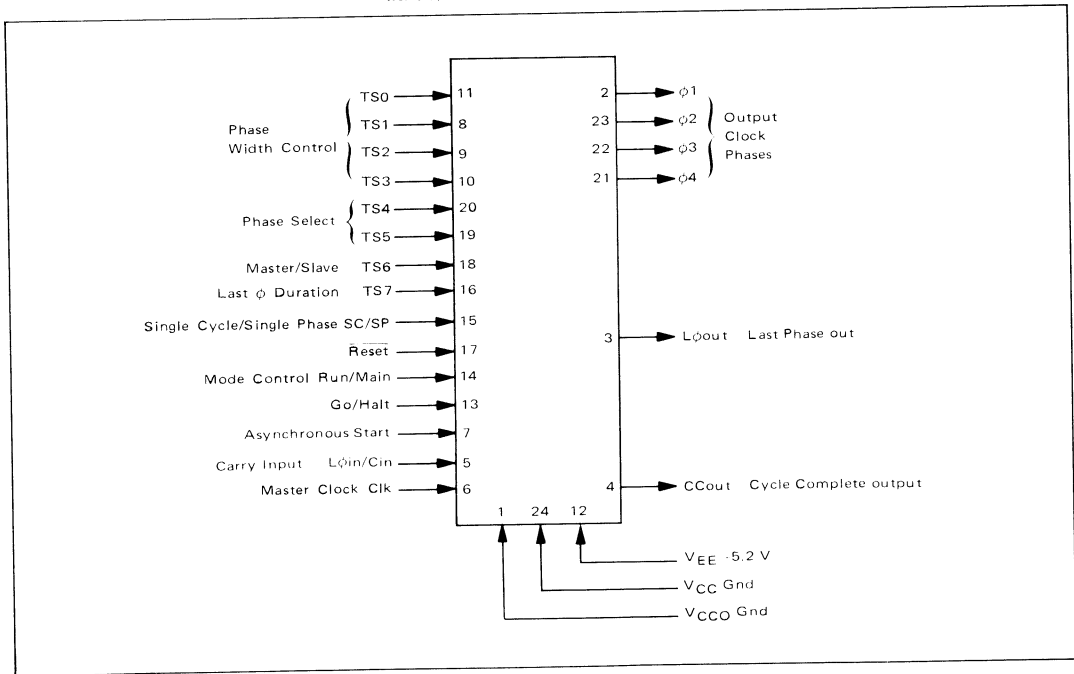 TS0 11 2 ϕ1
TS1 8 23 ϕ2 Output
Phase Clock
Width Control TS2 9 22 ϕ3 Phases
TS3 10 21 ϕ4
Phase Select TS4 20
TS5 19
Master/Slave TS6 18
Last ϕ Duration TS7 16
Single Cycle/Single Phase SC/SP 15
3 Lϕout Last Phase out
Reset 17
Mode Control Run/Main 14
Go/Halt 13
Asynchronous Start 7
Carry Input Lϕin/Cin 5
Master Clock Clk 6
4 CCout Cycle Complete output
1 24 12
VEE -5.2 V
VCC Gnd
VCCO Gnd